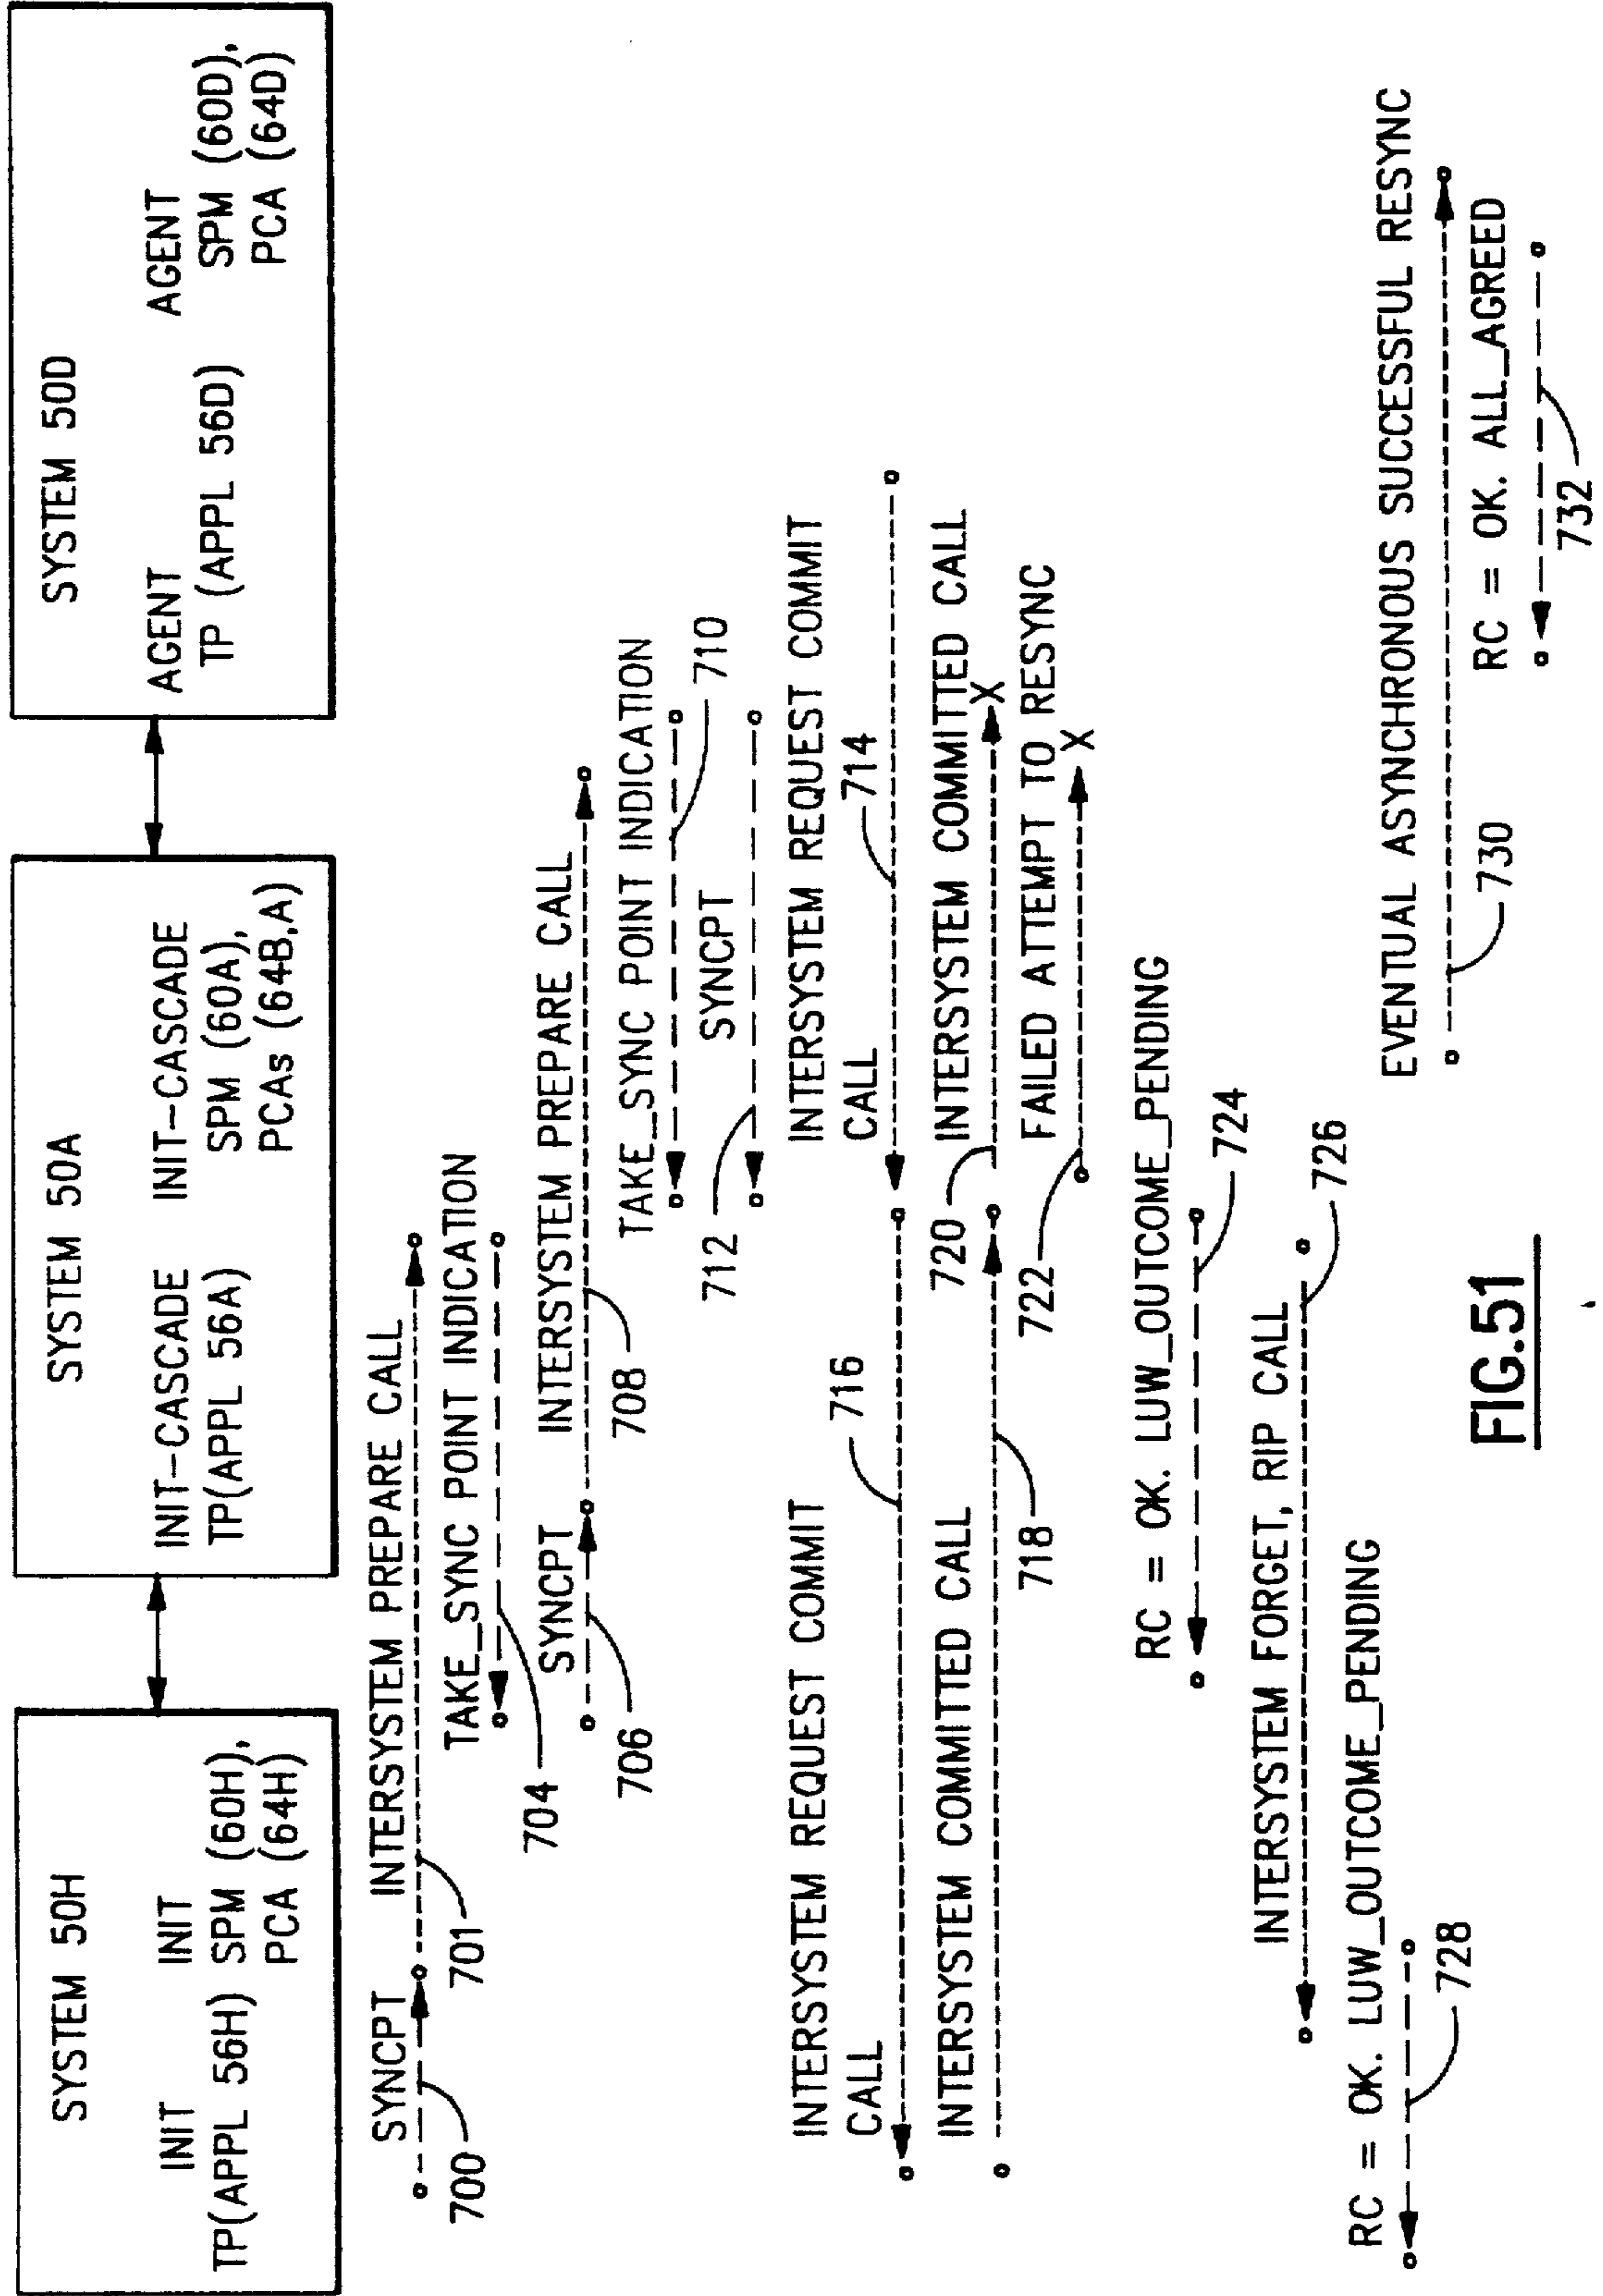 SYSTEM 50H
INIT INIT
TP(APPL 56H) SPM (60H),
PCA (64H)
SYSTEM 50A
INIT-CASCADE INIT-CASCADE
TP(APPL 56A) SPM (60A),
PCAs (64B,A)
SYSTEM 50D
AGENT AGENT
TP (APPL 56D) SPM (60D),
PCA (64D)
SYNCPT INTERSYSTEM PREPARE CALL
700 701
TAKE_SYNC POINT INDICATION
704
SYNCPT INTERSYSTEM PREPARE CALL
706 708
TAKE_SYNC POINT INDICATION
710
SYNCPT
712
INTERSYSTEM REQUEST COMMIT
CALL 716
INTERSYSTEM REQUEST COMMIT
CALL 714
INTERSYSTEM COMMITTED CALL
718
INTERSYSTEM COMMITTED CALL
720 X
FAILED ATTEMPT TO RESYNC
722 X
RC = OK. LUW_OUTCOME_PENDING
724
INTERSYSTEM FORGET, RIP CALL
726
RC = OK. LUW_OUTCOME_PENDING
728
EVENTUAL ASYNCHRONOUS SUCCESSFUL RESYNC
730
RC = OK. ALL_AGREED
732
FIG.51